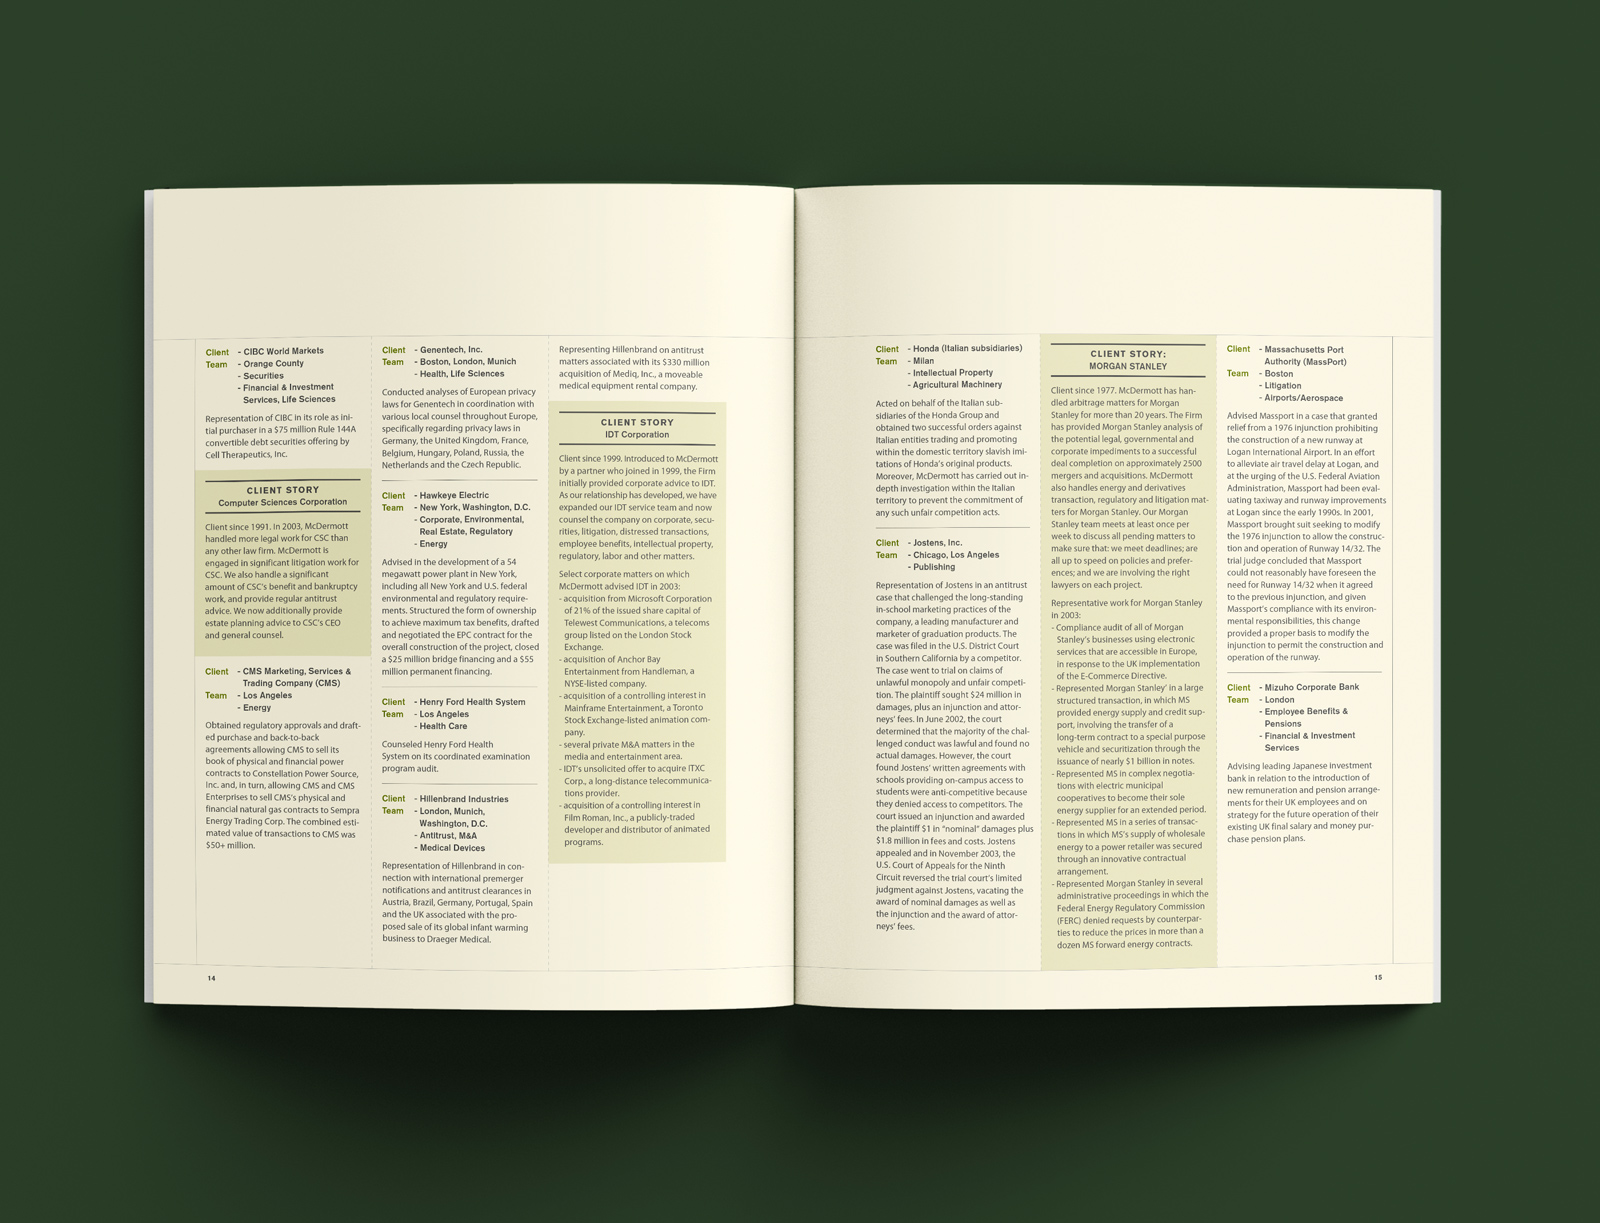 Client - CIBC World Markets
Team - Orange County
- Securities
- Financial & Investment
Services, Life Sciences
Representation of CIBC in its role as ini-
tial purchaser in a $75 million Rule 144A
convertible debt securities offering by
Cell Therapeutics, Inc.
CLIENT STORY
Computer Sciences Corporation
Client since 1991. In 2003, McDermott
handled more legal work for CSC than
any other law firm. McDermott is
engaged in significant litigation work for
CSC. We also handle a significant
amount of CSC's benefit and bankruptcy
work, and provide regular antitrust
advice. We now additionally provide
estate planning advice to CSC's CEO
and general counsel.
Client - CMS Marketing, Services &
Trading Company (CMS)
Team - Los Angeles
- Energy
Obtained regulatory approvals and draft-
ed purchase and back-to-back
agreements allowing CMS to sell its
book of physical and financial power
contracts to Constellation Power Source,
Inc. and, in turn, allowing CMS and CMS
Enterprises to sell CMS's physical and
financial natural gas contracts to Sempra
Energy Trading Corp. The combined esti-
mated value of transactions to CMS was
$50+ million.
Client - Genentech, Inc.
Team - Boston, London, Munich
- Health, Life Sciences
Conducted analyses of European privacy
laws for Genentech in coordination with
various local counsel throughout Europe,
specifically regarding privacy laws in
Germany, the United Kingdom, France,
Belgium, Hungary, Poland, Russia, the
Netherlands and the Czech Republic.
Client - Hawkeye Electric
Team - New York, Washington, D.C.
- Corporate, Environmental,
Real Estate, Regulatory
- Energy
Advised in the development of a 54
megawatt power plant in New York,
including all New York and U.S. federal
environmental and regulatory require-
ments. Structured the form of ownership
to achieve maximum tax benefits, drafted
and negotiated the EPC contract for the
overall construction of the project, closed
a $25 million bridge financing and a $55
million permanent financing.
Client - Henry Ford Health System
Team - Los Angeles
- Health Care
Counseled Henry Ford Health
System on its coordinated examination
program audit.
Client - Hillenbrand Industries
Team - London, Munich,
Washington, D.C.
- Antitrust, M&A
- Medical Devices
Representation of Hillenbrand in con-
nection with international premerger
notifications and antitrust clearances in
Austria, Brazil, Germany, Portugal, Spain
and the UK associated with the pro-
posed sale of its global infant warming
business to Draeger Medical.
Representing Hillenbrand on antitrust
matters associated with its $330 million
acquisition of Mediq, Inc., a moveable
medical equipment rental company.
CLIENT STORY
IDT Corporation
Client since 1999. introduced to McDermott
by a partner who joined in 1999, the Firm
initially provided corporate advice to IDT.
As our relationship has developed, we have
expanded our IDT service team and now
counsel the company on corporate, secu-
rities, litigation, distressed transactions,
employee benefits, intellectual property,
regulatory, labor and other matters.
Select corporate matters on which
McDermott advised IDT in 2003:
- acquisition from Microsoft Corporation
of 21% of the issued share capital of
Telewest Communications, a telecoms
group listed on the London Stock
Exchange.
- acquisition of Anchor Bay
Entertainment from Handleman, a
NYSE-listed company.
- acquisition of a controlling interest in
Mainframe Entertainment, a Toronto
Stock Exchange-listed animation com-
pany.
- several private M&A matters in the
media and entertainment area.
- IDT's unsolicited offer to acquire ITXC
Corp., a long-distance telecommunica-
tions provider.
- acquisition of a controlling interest in
Film Roman, Inc., a publicly-traded
developer and distributor of animated
programs.
14
Client - Honda (Italian subsidiaries)
Team - Milan
- Intellectual Property
- Agricultural Machinery
Acted on behalf of the Italian sub-
sidiaries of the Honda Group and
obtained two successful orders against
Italian entities trading and promoting
within the domestic territory slavish imi-
tations of Honda's original products.
Moreover, McDermott has carried out in-
depth investigation within the Italian
territory to prevent the commitment of
any such unfair competition acts.
Client - Jostens, Inc.
Team - Chicago, Los Angeles
- Publishing
Representation of Jostens in an antitrust
case that challenged the long-standing
in-school marketing practices of the
company, a leading manufacturer and
marketer of graduation products. The
case was filed in the U.S. District Court
in Southern California by a competitor.
The case went to trial on claims of
unlawful monopoly and unfair competi-
tion. The plaintiff sought $24 million in
damages, plus an injunction and attor-
neys' fees. In June 2002, the court
determined that the majority of the chal-
lenged conduct was lawful and found no
actual damages. However, the court
found Jostens' written agreements with
schools providing on-campus access to
students were anti-competitive because
they denied access to competitors. The
court issued an injunction and awarded
the plaintiff $1 in "nominal" damages plus
$1.8 million in fees and costs. Jostens
appealed and in November 2003, the
U.S. Court of Appeals for the Ninth
Circuit reversed the trial court's limited
judgment against Jostens, vacating the
award of nominal damages as well as
the injunction and the award of attor-
neys' fees.
CLIENT STORY:
MORGAN STANLEY
Client since 1977. McDermott has han-
dled arbitrage matters for Morgan
Stanley for more than 20 years. The Firm
has provided Morgan Stanley analysis of
the potential legal, governmental and
corporate impediments to a successful
deal completion on approximately 2500
mergers and acquisitions. McDermott
also handles energy and derivatives
transaction, regulatory and litigation mat-
ters for Morgan Stanley. Our Morgan
Stanley team meets at least once per
week to discuss all pending matters to
make sure that: we meet deadlines; are
all up to speed on policies and prefer-
ences; and we are involving the right
lawyers on each project.
Representative work for Morgan Stanley
in 2003:
- Compliance audit of all of Morgan
Stanley's businesses using electronic
services that are accessible in Europe,
in response to the UK implementation
of the E-Commerce Directive.
- Represented Morgan Stanley' in a large
structured transaction, in which MS
provided energy supply and credit sup-
port, involving the transfer of a
long-term contract to a special purpose
vehicle and securitization through the
issuance of nearly $1 billion in notes.
- Represented MS in complex negotia-
tions with electric municipal
cooperatives to become their sole
energy supplier for an extended period.
- Represented MS in a series of transac-
tions in which MS's supply of wholesale
energy to a power retailer was secured
through an innovative contractual
arrangement.
- Represented Morgan Stanley in several
administrative proceedings in which the
Federal Energy Regulatory Commission
(FERC) denied requests by counterpar-
ties to reduce the prices in more than a
dozen MS forward energy contracts.
Client - Massachusetts Port
Authority (MassPort)
Team - Boston
- Litigation
- Airports/Aerospace
Advised Massport in a case that granted
relief from a 1976 injunction prohibiting
the construction of a new runway at
Logan International Airport. In an effort
to alleviate air travel delay at Logan, and
at the urging of the U.S. Federal Aviation
Administration, Massport had been eval-
uating taxiway and runway improvements
at Logan since the early 1990s. In 2001,
Massport brought suit seeking to modify
the 1976 injunction to allow the construc-
tion and operation of Runway 14/32. The
trial judge concluded that Massport
could not reasonably have foreseen the
need for Runway 14/32 when it agreed
to the previous injunction, and given
Massport's compliance with its environ-
mental responsibilities, this change
provided a proper basis to modify the
injunction to permit the construction and
operation of the runway.
Client - Mizuho Corporate Bank
Team - London
- Employee Benefits &
Pensions
- Financial & Investment
Services
Advising leading Japanese investment
bank in relation to the introduction of
new remuneration and pension arrange-
ments for their UK employees and on
strategy for the future operation of their
existing UK final salary and money pur-
chase pension plans.
15